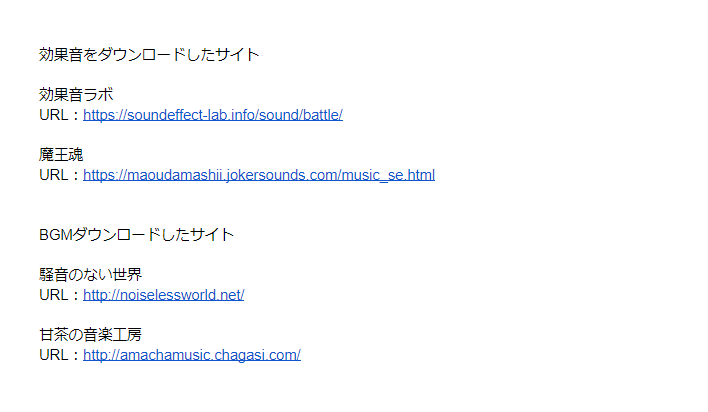 効果音をダウンロードしたサイト
効果音ラボ
URL：https://soundeffect-lab.info/sound/battle/
魔王魂
URL：https://maoudamashii.jokersounds.com/music_se.html
BGMダウンロードしたサイト
騒音のない世界
URL：http://noiselessworld.net/
甘茶の音楽工房
URL：http://amachamusic.chagasi.com/